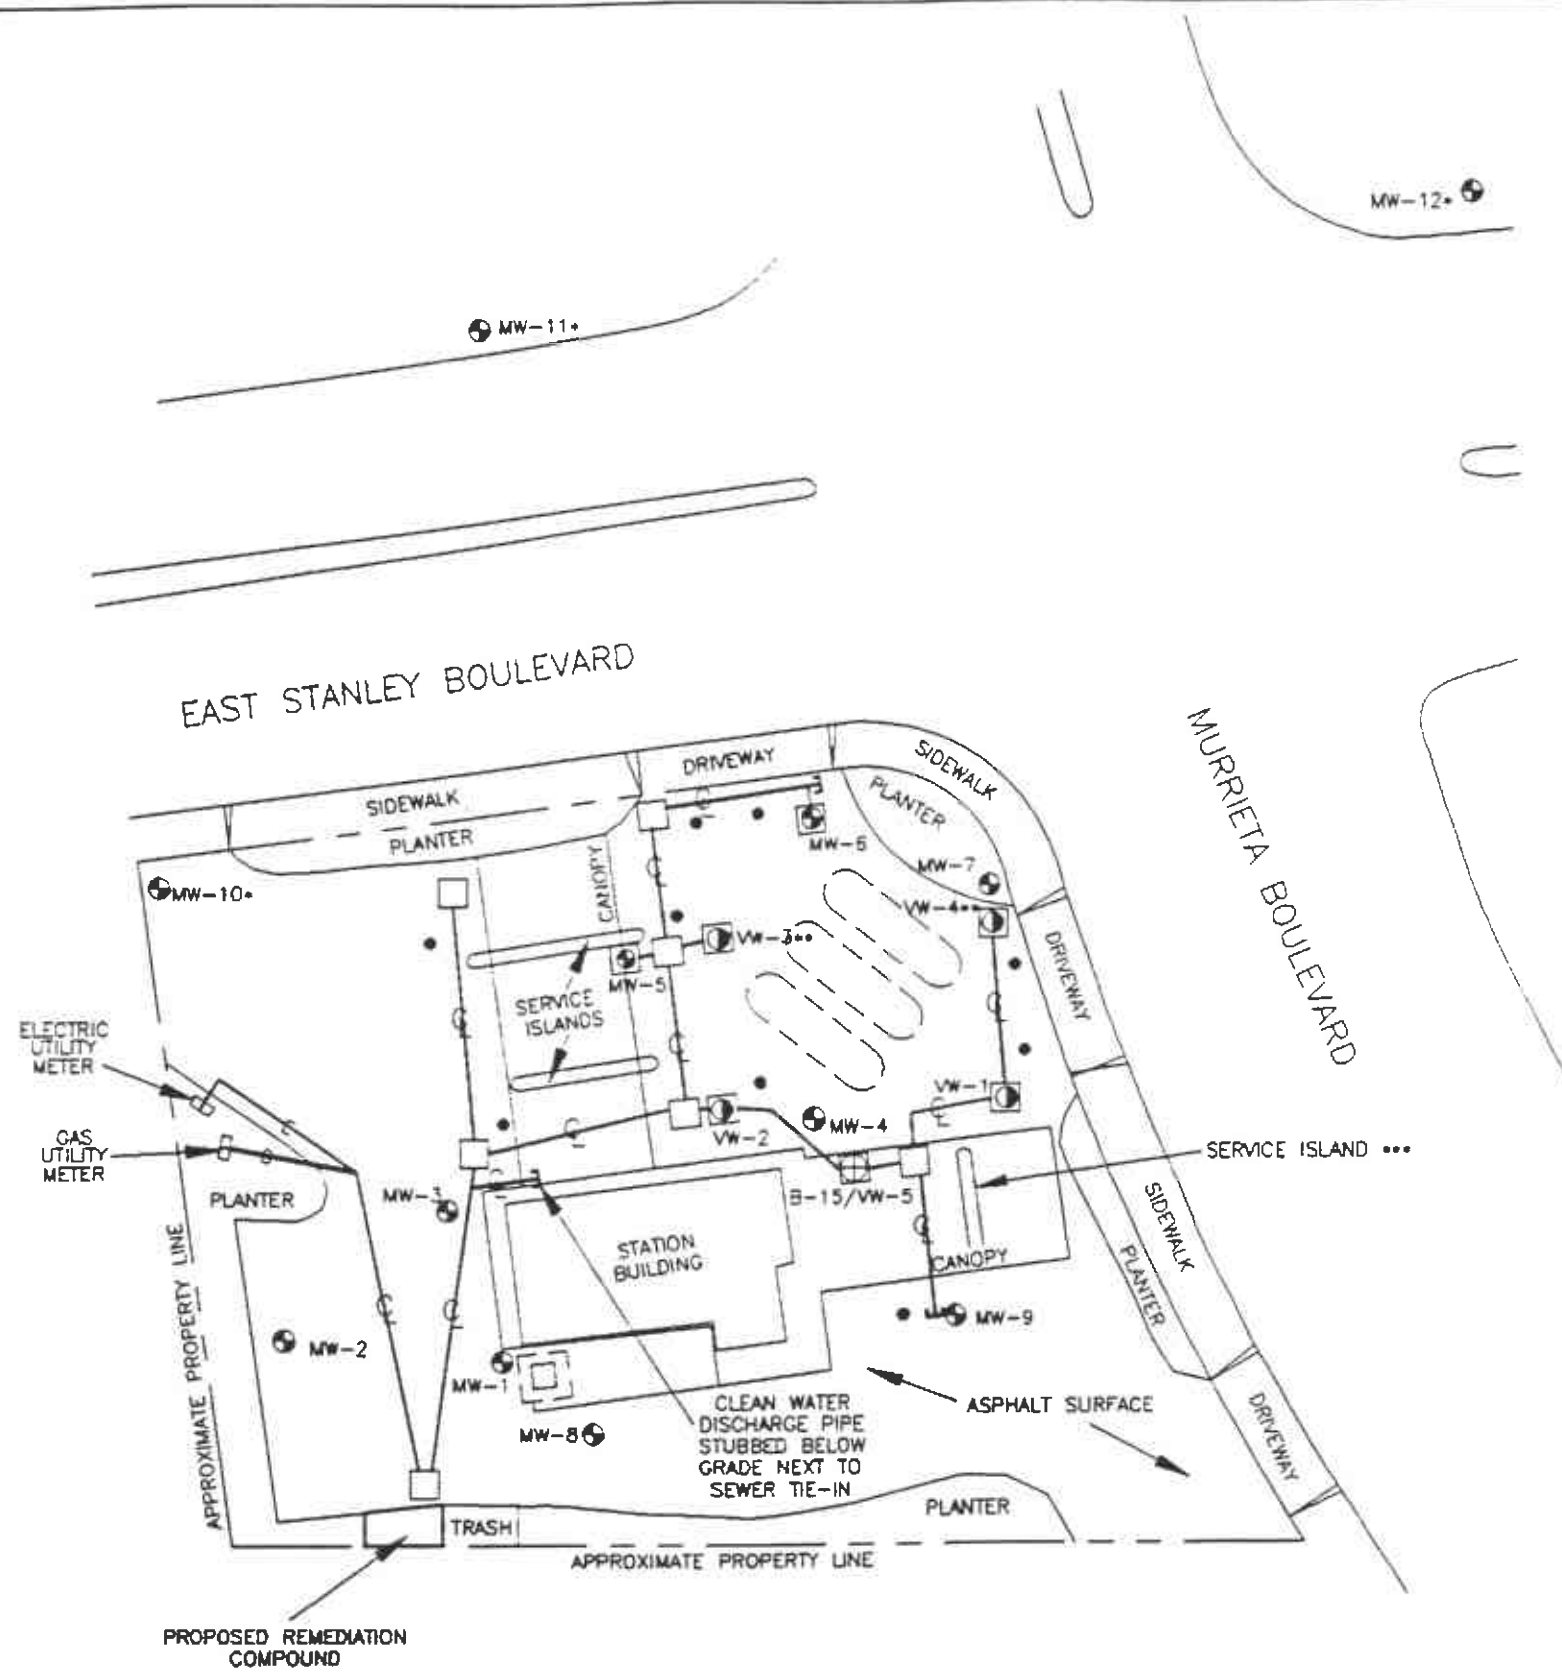 MW-12*
MW-11*
EAST STANLEY BOULEVARD
MURRIETA BOULEVARD
DRIVEWAY
SIDEWALK
SIDEWALK
PLANTER
PLANTER
CANOPY
MW-6
MW-7
MW-10*
VW-4**
VW-3**
MW-5
DRIVEWAY
SERVICE
ISLANDS
ELECTRIC
UTILITY
METER
VW-1
GAS
UTILITY
METER
VW-2
MW-4
SERVICE ISLAND ***
PLANTER
MW-3
B-15/VW-5
SIDEWALK
STATION
BUILDING
CANOPY
PLANTER
APPROXIMATE PROPERTY LINE
MW-2
MW-9
MW-1
CLEAN WATER
DISCHARGE PIPE
STUBBED BELOW
GRADE NEXT TO
SEWER TIE-IN
ASPHALT SURFACE
DRIVEWAY
MW-8
PLANTER
TRASH
APPROXIMATE PROPERTY LINE
PROPOSED REMEDIATION
COMPOUND